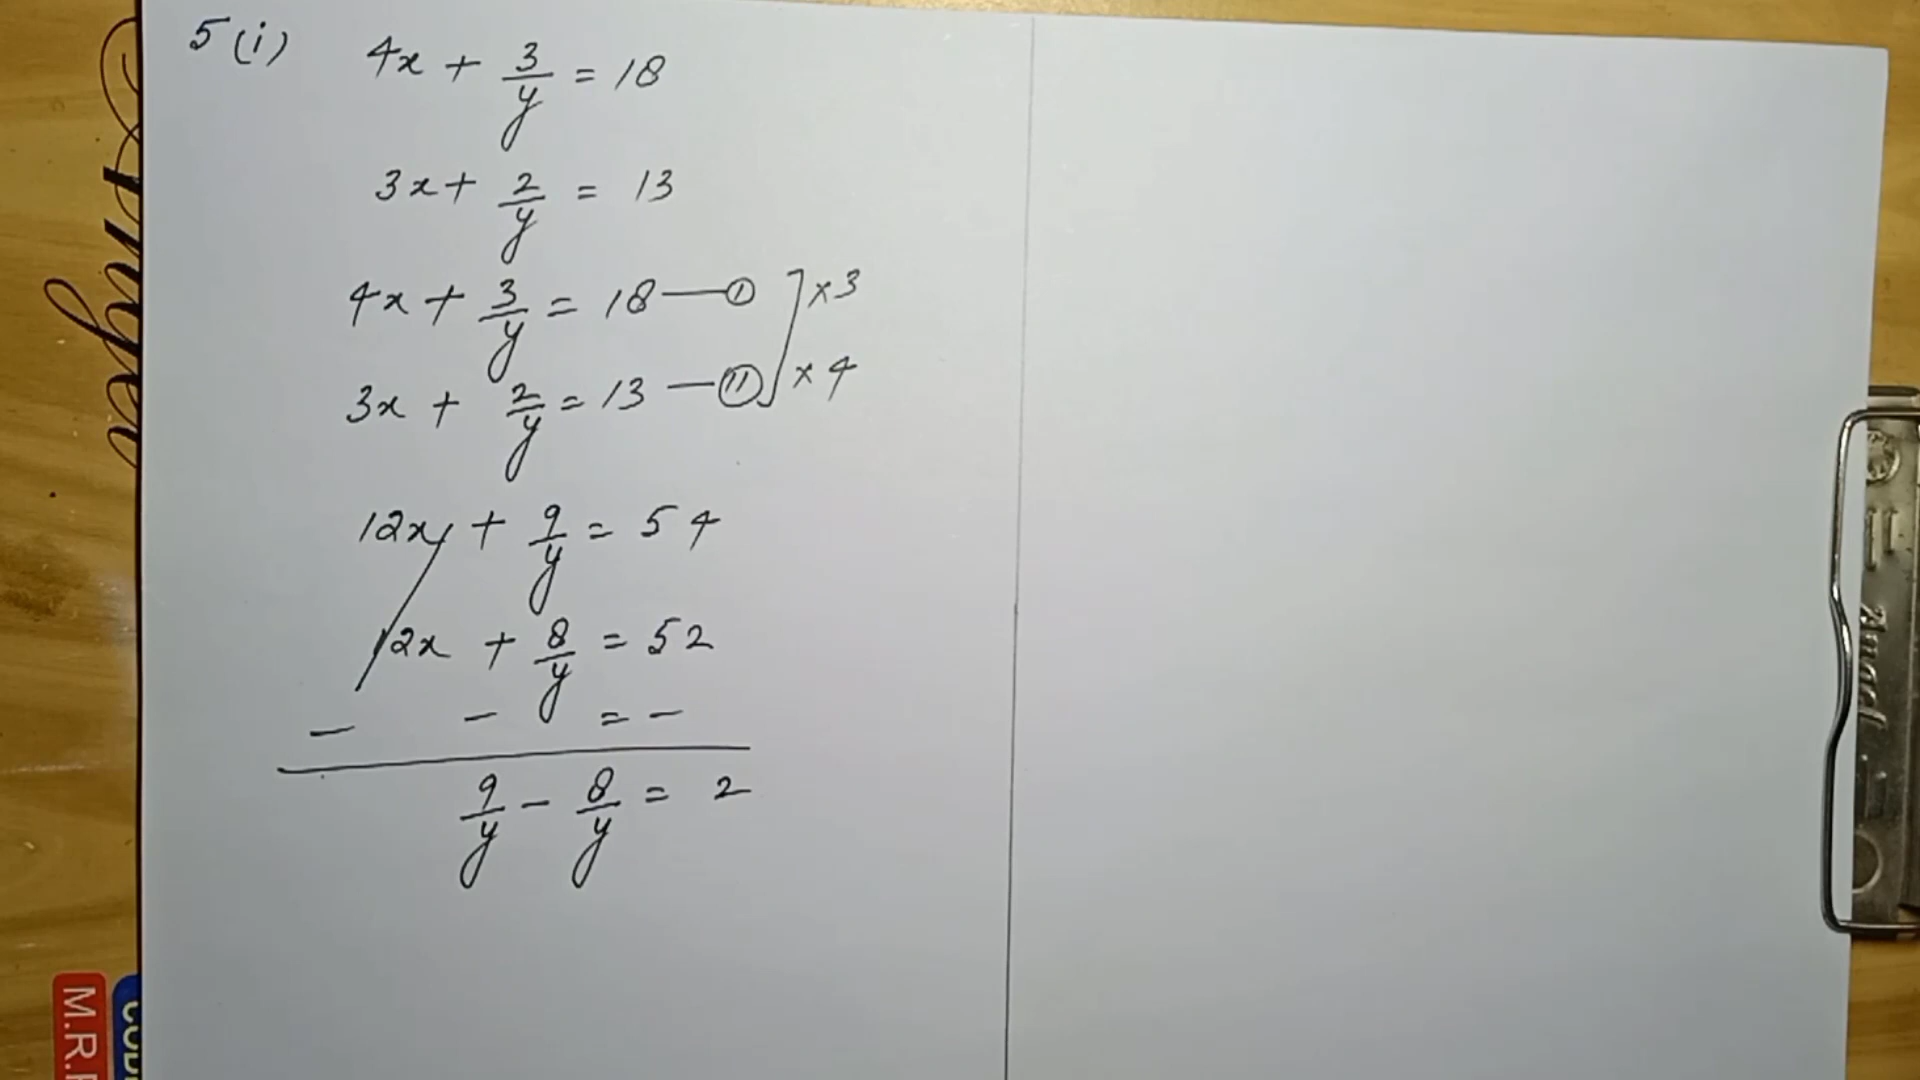 5 (i) 4x + 3/y = 18
3x + 2/y = 13
4x + 3/y = 18 — (I) ] ×3
3x + 2/y = 13 — (II) ] ×4
12x + 9/y = 54
12x + 8/y = 52
− − = −
9/y − 8/y = 2
M.R.